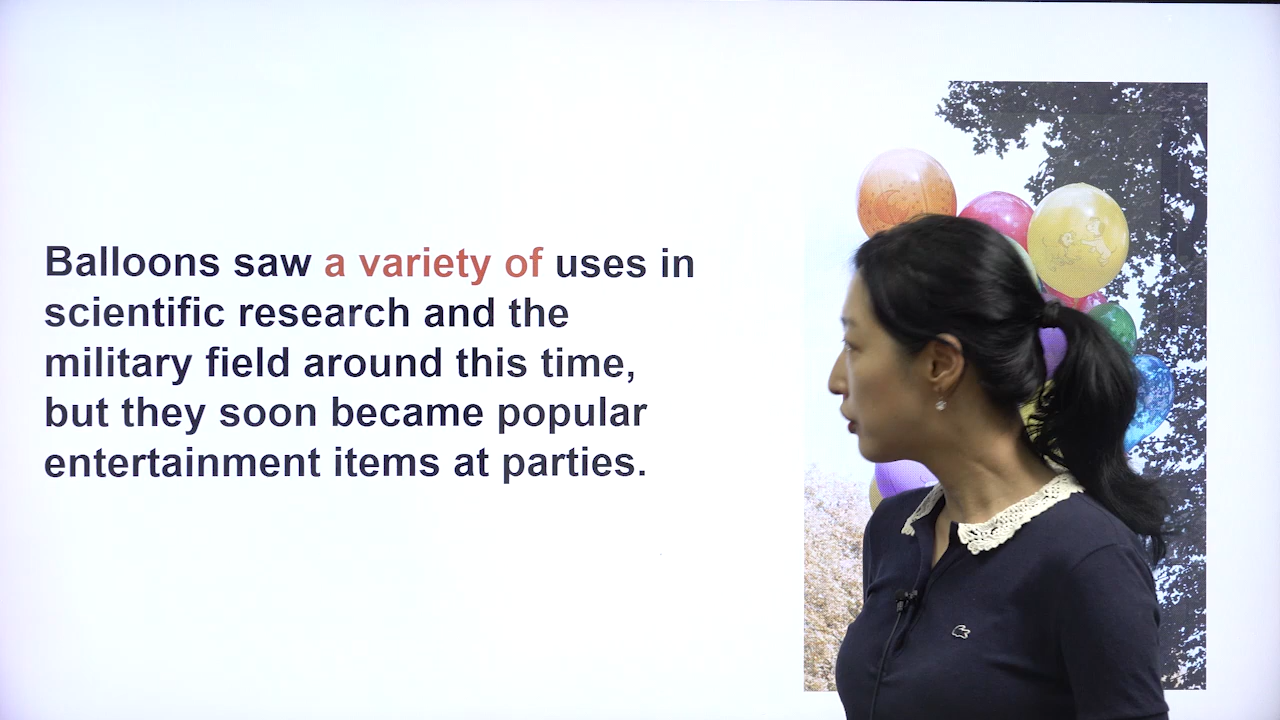 Balloons saw a variety of uses in
scientific research and the
military field around this time,
but they soon became popular
entertainment items at parties.